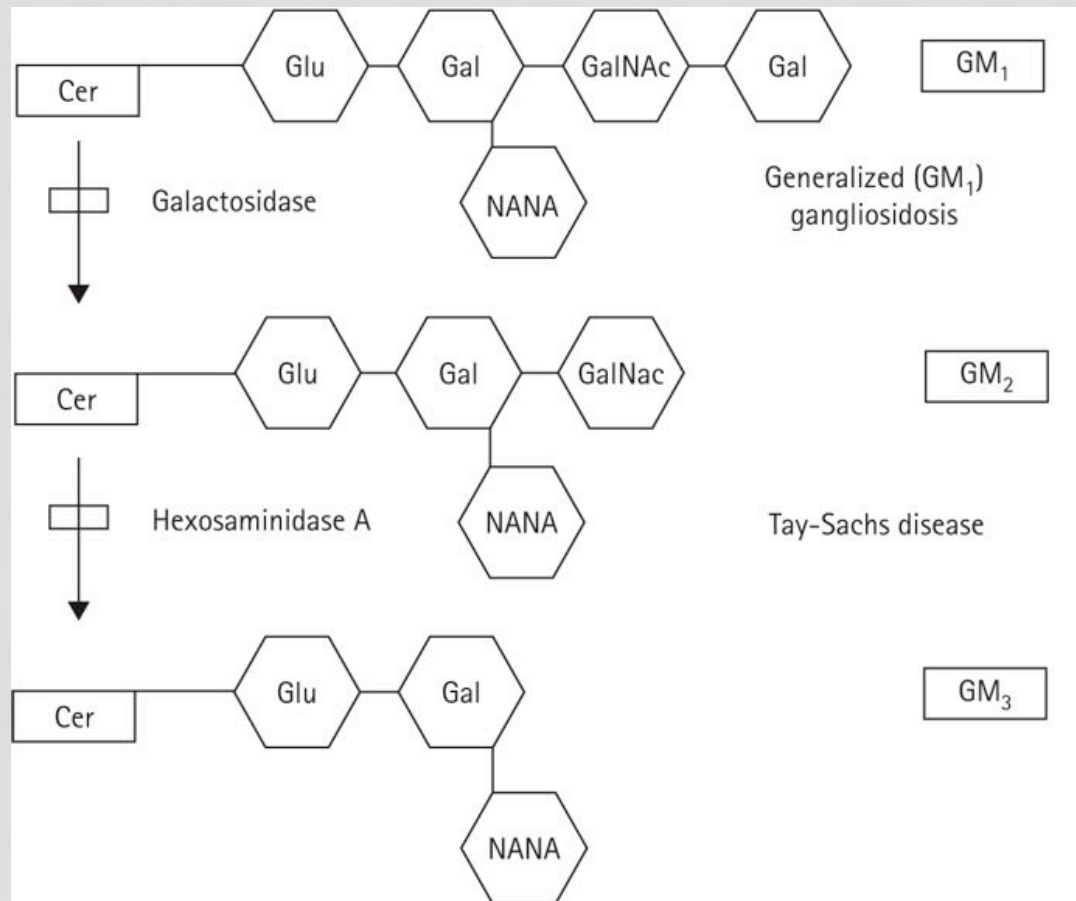 Cer
Glu
Gal
GalNAc
Gal
GM₁
NANA
Galactosidase
Generalized (GM₁)
gangliosidosis
Cer
Glu
Gal
GalNac
GM₂
NANA
Hexosaminidase A
Tay-Sachs disease
Cer
Glu
Gal
GM₃
NANA